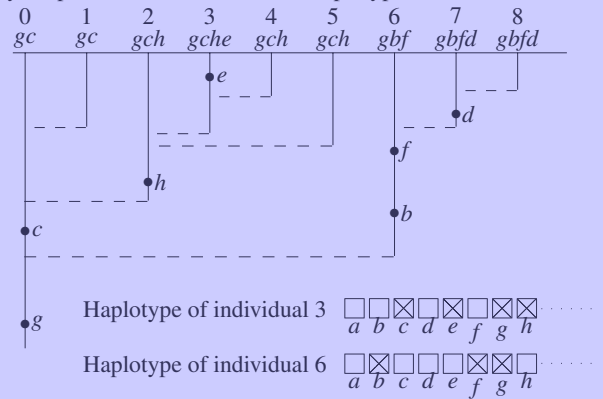 0 1 2 3 4 5 6 7 8
gc gc gch gche gch gch gbf gbfd gbfd
e
d
f
h
b
c
Haplotype of individual 3
a b c d e f g h
g
Haplotype of individual 6
a b c d e f g h